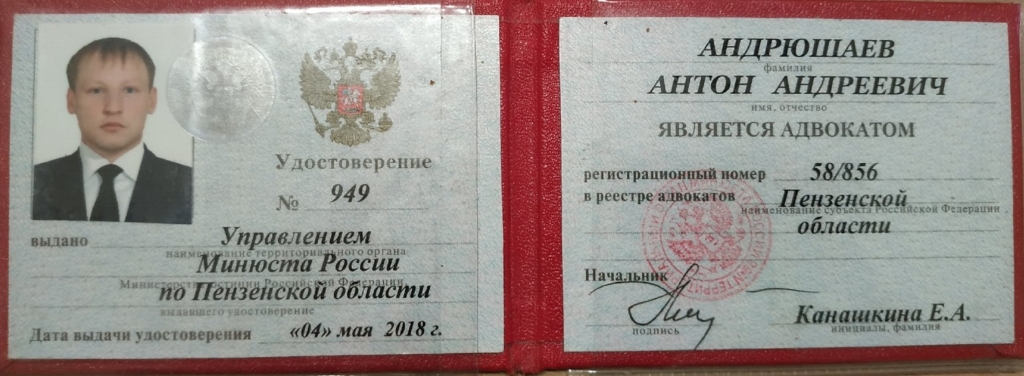 Удостоверение
№ 949
выдано Управлением
наименование территориального органа
Минюста России
Министерства юстиции Российской Федерации,
по Пензенской области
выдавшего удостоверение
Дата выдачи удостоверения «04» мая 2018 г.
АНДРЮШАЕВ
фамилия
АНТОН АНДРЕЕВИЧ
имя, отчество
ЯВЛЯЕТСЯ АДВОКАТОМ
регистрационный номер 58/856
в реестре адвокатов Пензенской
наименование субъекта Российской Федерации
области
Начальник
подпись
Канашкина Е.А.
инициалы, фамилия